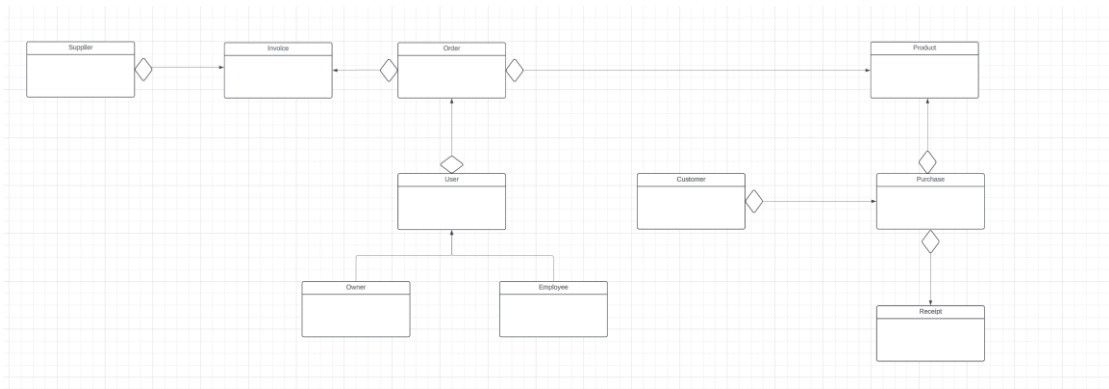 Supplier
Invoice
Order
Product
User
Customer
Purchase
Owner
Employee
Receipt